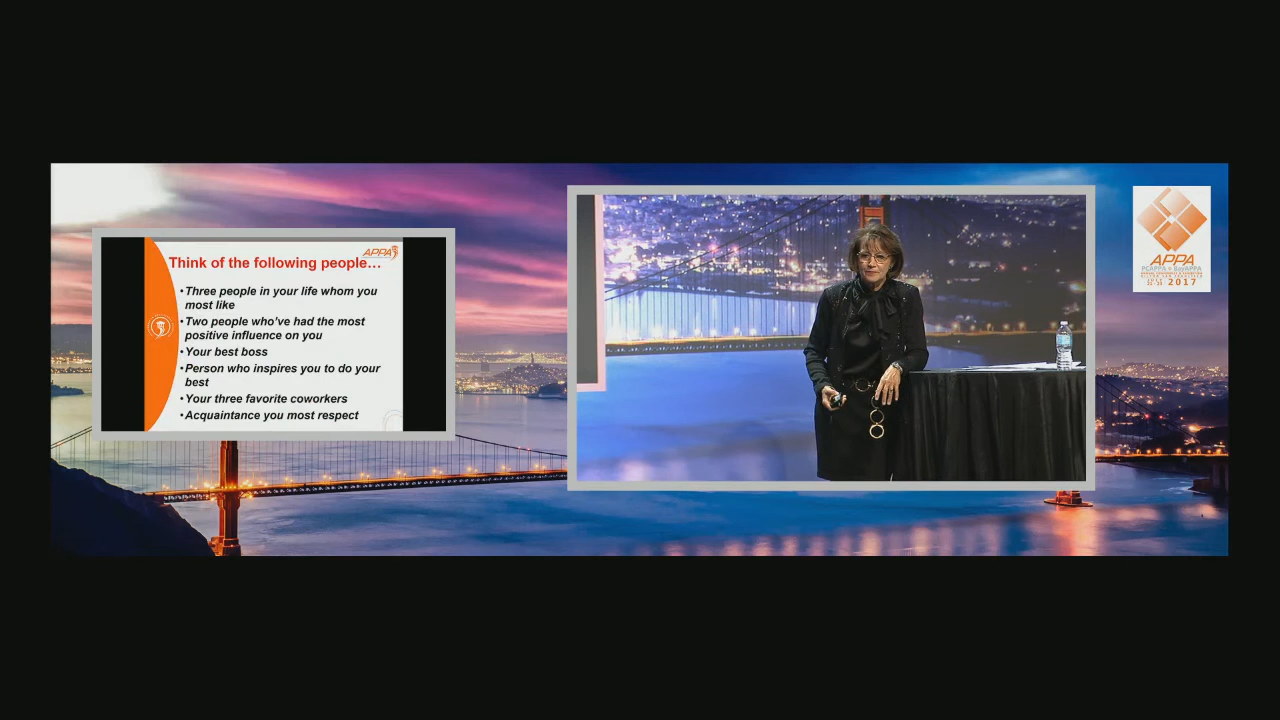 APPA
Think of the following people…
•Three people in your life whom you
most like
•Two people who've had the most
positive influence on you
•Your best boss
•Person who inspires you to do your
best
•Your three favorite coworkers
•Acquaintance you most respect
APPA
PCAPPA & BayAPPA
2017